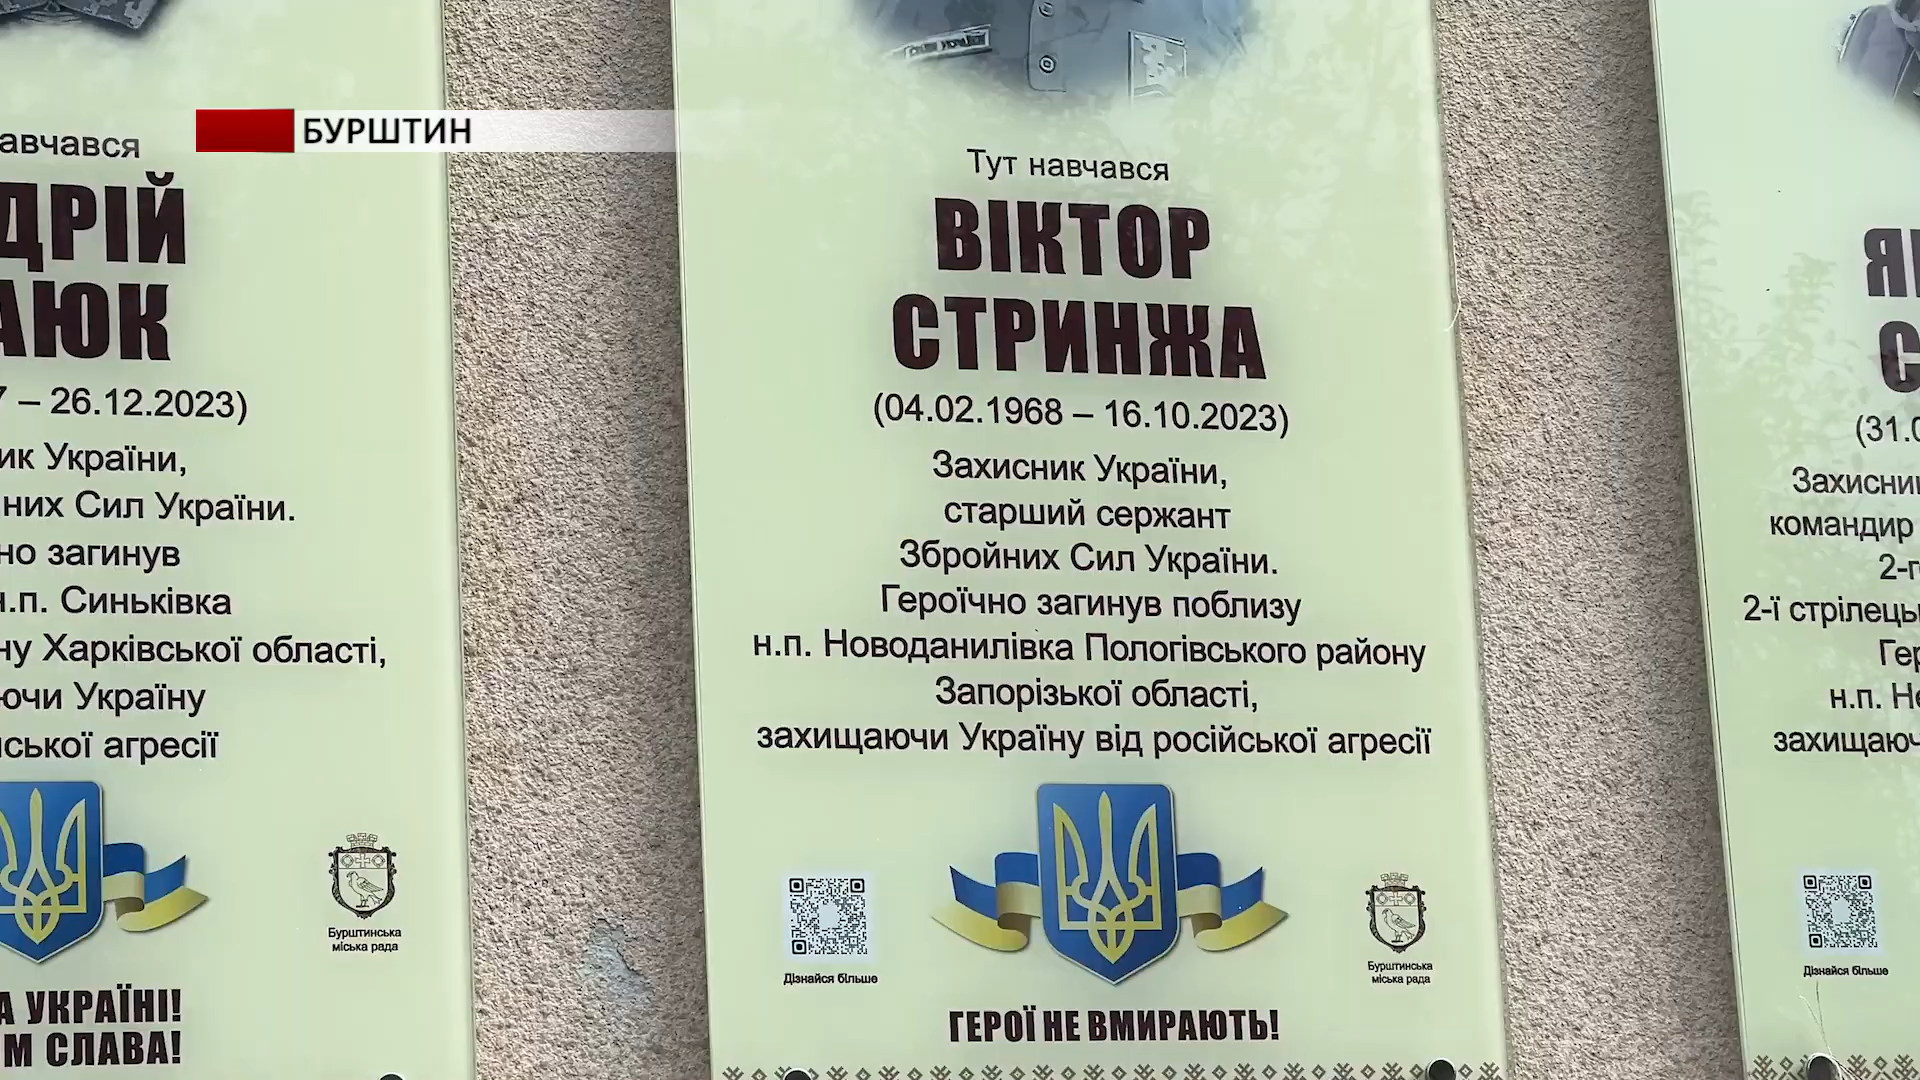 БУРШТИН
навчався
ДРІЙ
АЮК
7 – 26.12.2023)
ик України,
них Сил України.
но загинув
н.п. Синьківка
ну Харківської області,
ючи Україну
ської агресії
Бурштинська
міська рада
А УКРАЇНІ!
М СЛАВА!
Тут навчався
ВІКТОР
СТРИНЖА
(04.02.1968 – 16.10.2023)
Захисник України,
старший сержант
Збройних Сил України.
Героїчно загинув поблизу
н.п. Новоданилівка Пологівського району
Запорізької області,
захищаючи Україну від російської агресії
Дізнайся більше
Бурштинська
міська рада
ГЕРОЇ НЕ ВМИРАЮТЬ!
С
(31.0
Захисни
командир
2-г
2-ї стрілець
Гер
н.п. Не
захищаюч
Дізнайся більше